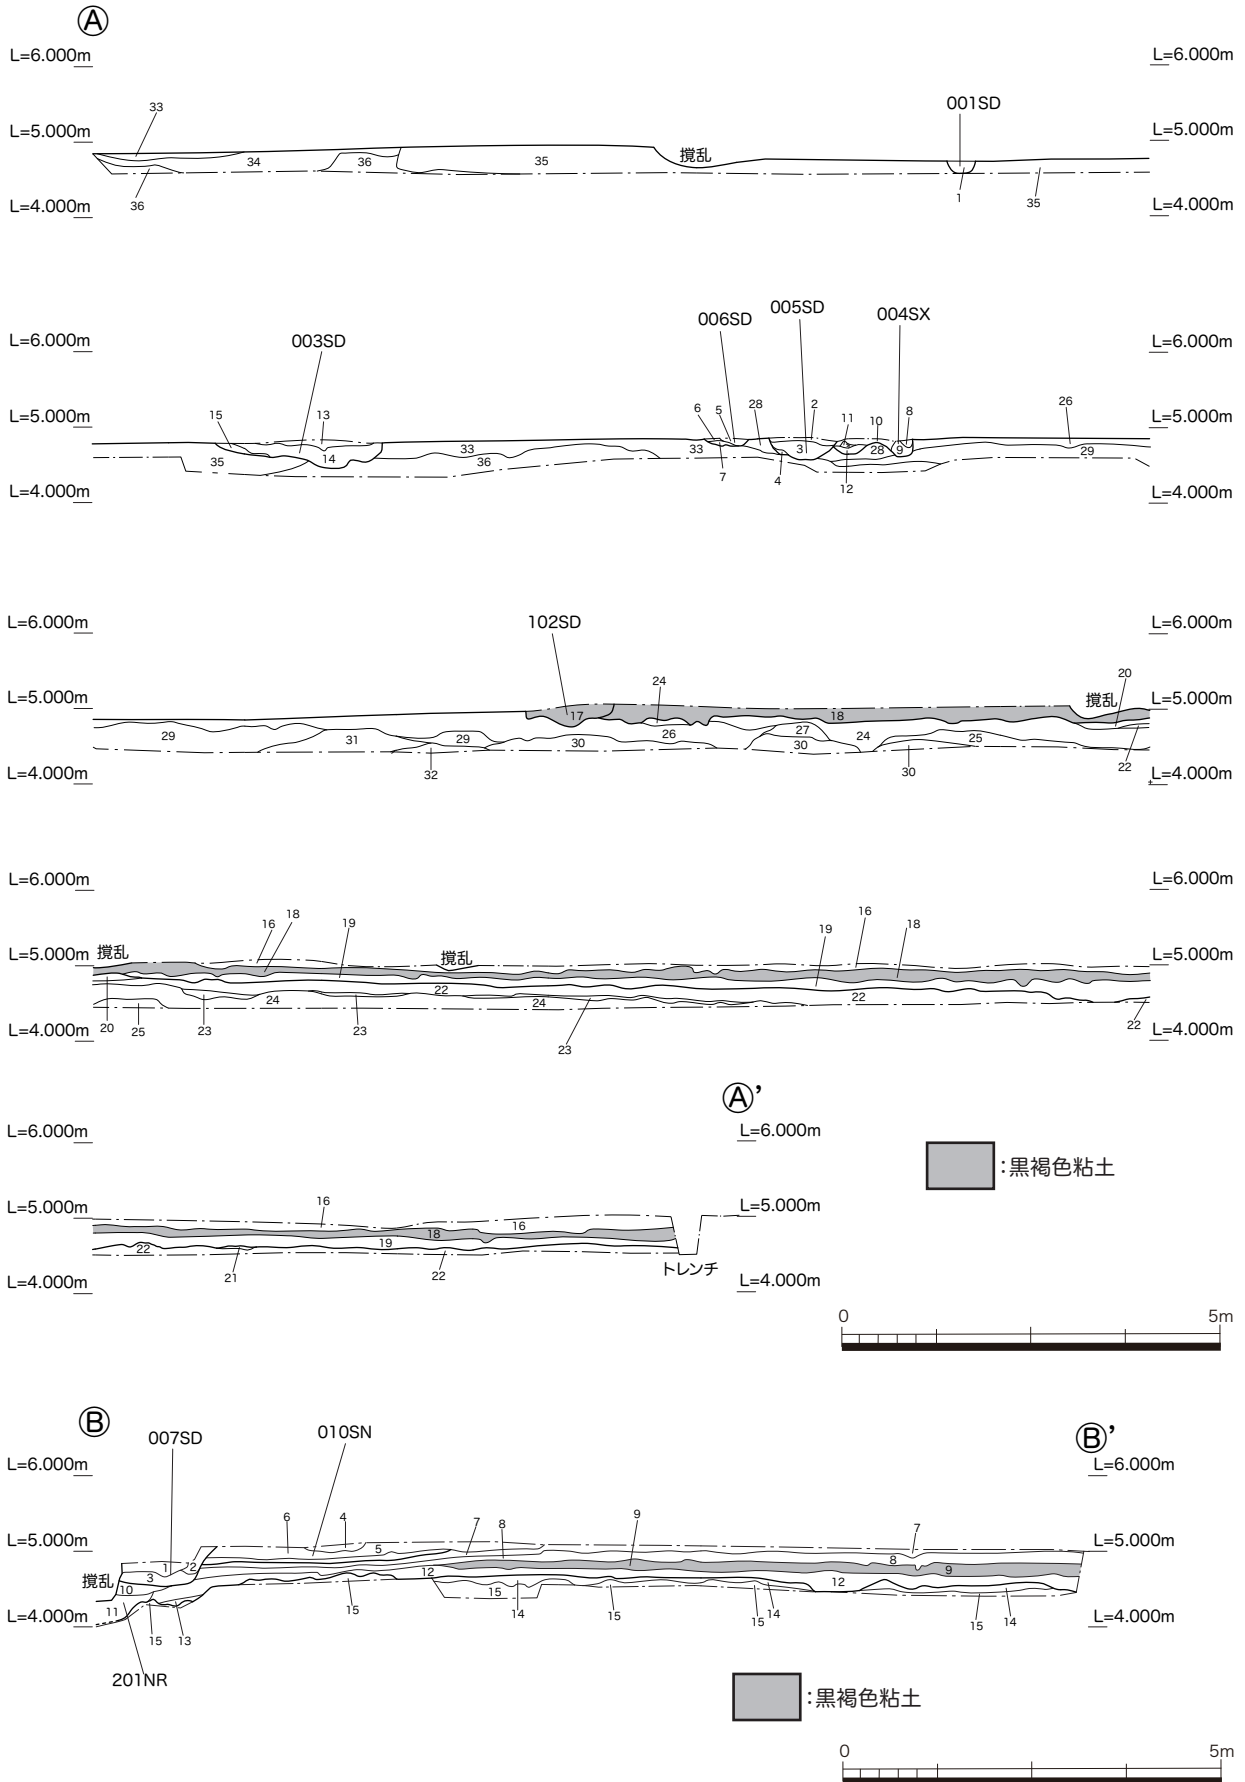 Ⓐ
L=6.000m L=6.000m
33 001SD
L=5.000m L=5.000m
34 36 35 撹乱
36 1 35
L=4.000m L=4.000m
006SD 005SD 004SX
L=6.000m 003SD L=6.000m
15 13 6 5 28 2 11 10 8 26
L=5.000m L=5.000m
35 14 33 36 33 7 4 3 12 28 9 29
L=4.000m L=4.000m
L=6.000m 102SD L=6.000m
24 20
L=5.000m 撹乱 L=5.000m
17 18
29 31 29 30 26 27 30 24 25
32 30 22
L=4.000m L=4.000m
L=6.000m L=6.000m
16 18 19 19 16 18
L=5.000m 撹乱 撹乱 L=5.000m
22 24 24 22
20 25 23 23 23 22
L=4.000m L=4.000m
Ⓐ’
L=6.000m L=6.000m
:黒褐色粘土
L=5.000m 16 16 L=5.000m
18
22 19
21 22 トレンチ
L=4.000m L=4.000m
0 5m
Ⓑ Ⓑ’
007SD 010SN
L=6.000m L=6.000m
6 4 7 8 9 7
L=5.000m L=5.000m
1 2 5 8
3 12 9
撹乱 10 15 12
11 15 14 15 15 14 15 14
L=4.000m 15 13 L=4.000m
201NR
:黒褐色粘土
0 5m